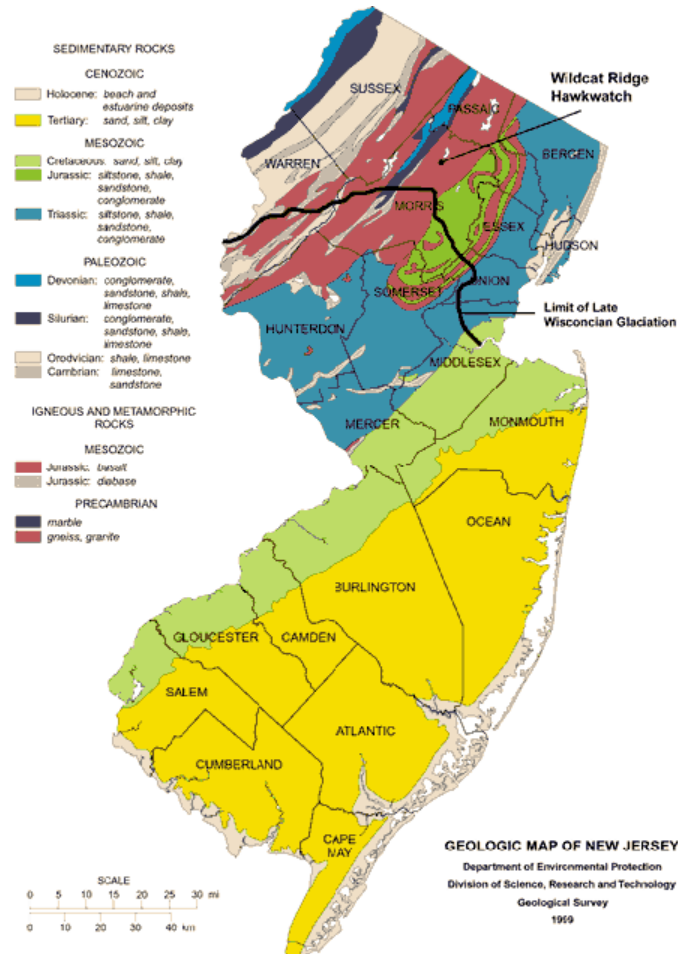 SEDIMENTARY ROCKS
CENOZOIC
Holocene: beach and
estuarine deposits
Tertiary: sand, silt, clay
MESOZOIC
Cretaceous: sand, silt, clay
Jurassic: siltstone, shale,
sandstone,
conglomerate
Triassic: siltstone, shale,
sandstone,
conglomerate
PALEOZOIC
Devonian: conglomerate,
sandstone, shale,
limestone
Silurian: conglomerate,
sandstone, shale,
limestone
Orodvician: shale, limestone
Cambrian: limestone,
sandstone
IGNEOUS AND METAMORPHIC
ROCKS
MESOZOIC
Jurassic: basalt
Jurassic: diabase
PRECAMBRIAN
marble
gneiss, granite
SUSSEX
PASSAIC
Wildcat Ridge
Hawkwatch
WARREN
BERGEN
MORRIS
ESSEX
HUDSON
SOMERSET
UNION
HUNTERDON
Limit of Late
Wisconcian Glaciation
MIDDLESEX
MERCER
MONMOUTH
OCEAN
BURLINGTON
GLOUCESTER
CAMDEN
SALEM
ATLANTIC
CUMBERLAND
CAPE
MAY
GEOLOGIC MAP OF NEW JERSEY
Department of Environmental Protection
Division of Science, Research and Technology
Geological Survey
1999
SCALE
0 5 10 15 20 25 30 mi
0 10 20 30 40 km